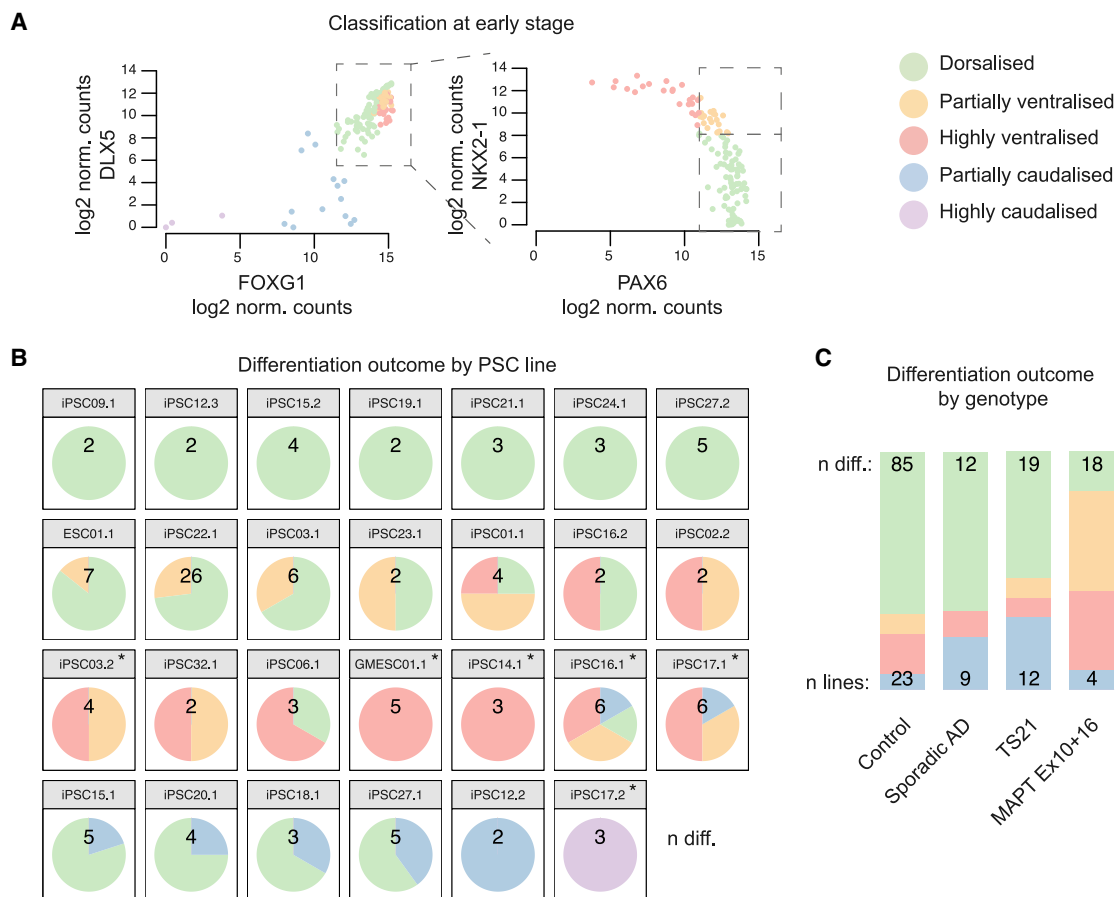 A
Classification at early stage
log2 norm. counts
DLX5
14
12
10
8
6
4
2
0
0
5
10
15
FOXG1
log2 norm. counts
log2 norm. counts
NKX2-1
14
12
10
8
6
4
2
0
0
5
10
15
PAX6
log2 norm. counts
Dorsalised
Partially ventralised
Highly ventralised
Partially caudalised
Highly caudalised
B
Differentiation outcome by PSC line
iPSC09.1 iPSC12.3 iPSC15.2 iPSC19.1 iPSC21.1 iPSC24.1 iPSC27.2
2 2 4 2 3 3 5
ESC01.1 iPSC22.1 iPSC03.1 iPSC23.1 iPSC01.1 iPSC16.2 iPSC02.2
7 26 6 2 4 2 2
iPSC03.2 * iPSC32.1 iPSC06.1 GMESC01.1 * iPSC14.1 * iPSC16.1 * iPSC17.1 *
4 2 3 5 3 6 6
iPSC15.1 iPSC20.1 iPSC18.1 iPSC27.1 iPSC12.2 iPSC17.2 *
5 4 3 5 2 3
n diff.
C
Differentiation outcome
by genotype
n diff.: 85 12 19 18
n lines: 23 9 12 4
Control
Sporadic AD
TS21
MAPT Ex10+16